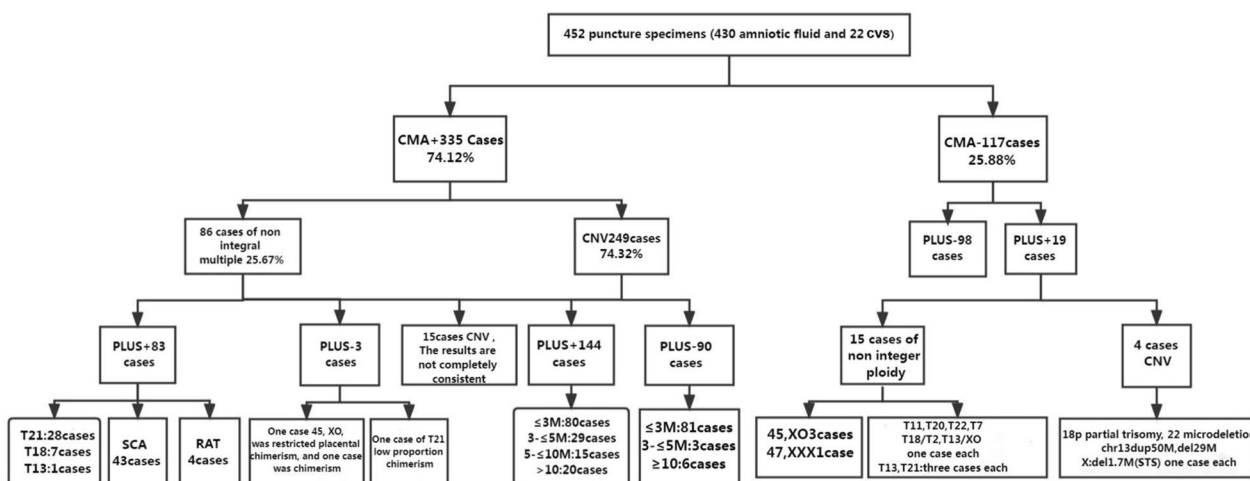 452 puncture specimens (430 amniotic fluid and 22 CVS)
CMA+335 Cases
74.12%
CMA-117cases
25.88%
86 cases of non
integral
multiple 25.67%
CNV249cases
74.32%
PLUS-98
cases
PLUS+19
cases
PLUS+83
cases
PLUS-3
cases
15cases CNV ,
The results are
not completely
consistent
PLUS+144
cases
PLUS-90
cases
15 cases of
non integer
ploidy
4 cases
CNV
T21:28cases
T18:7cases
T13:1cases
SCA
43cases
RAT
4cases
One case 45, XO,
was restricted placental
chimerism, and one case
was chimerism
One case of T21
low proportion
chimerism
≤3M:80cases
3-≤5M:29cases
5-≤10M:15cases
>10:20cases
≤3M:81cases
3-≤5M:3cases
≥10:6cases
45,XO3cases
47,XXX1case
T11,T20,T22,T7
T18/T2,T13/XO
one case each
T13,T21:three cases each
18p partial trisomy, 22 microdeletion
chr13dup50M,del29M
X:del1.7M(STS) one case each